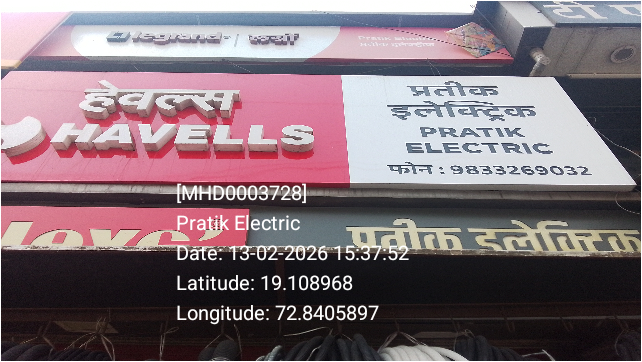 legrand
हेवल्स
HAVELLS
प्रतीक
इलेक्ट्रिक
PRATIK
ELECTRIC
फोन : 9833269032
[MHD0003728]
Pratik Electric
Date: 13-02-2026 15:37:52
Latitude: 19.108968
Longitude: 72.8405897
प्रतीक इलेक्ट्रिक